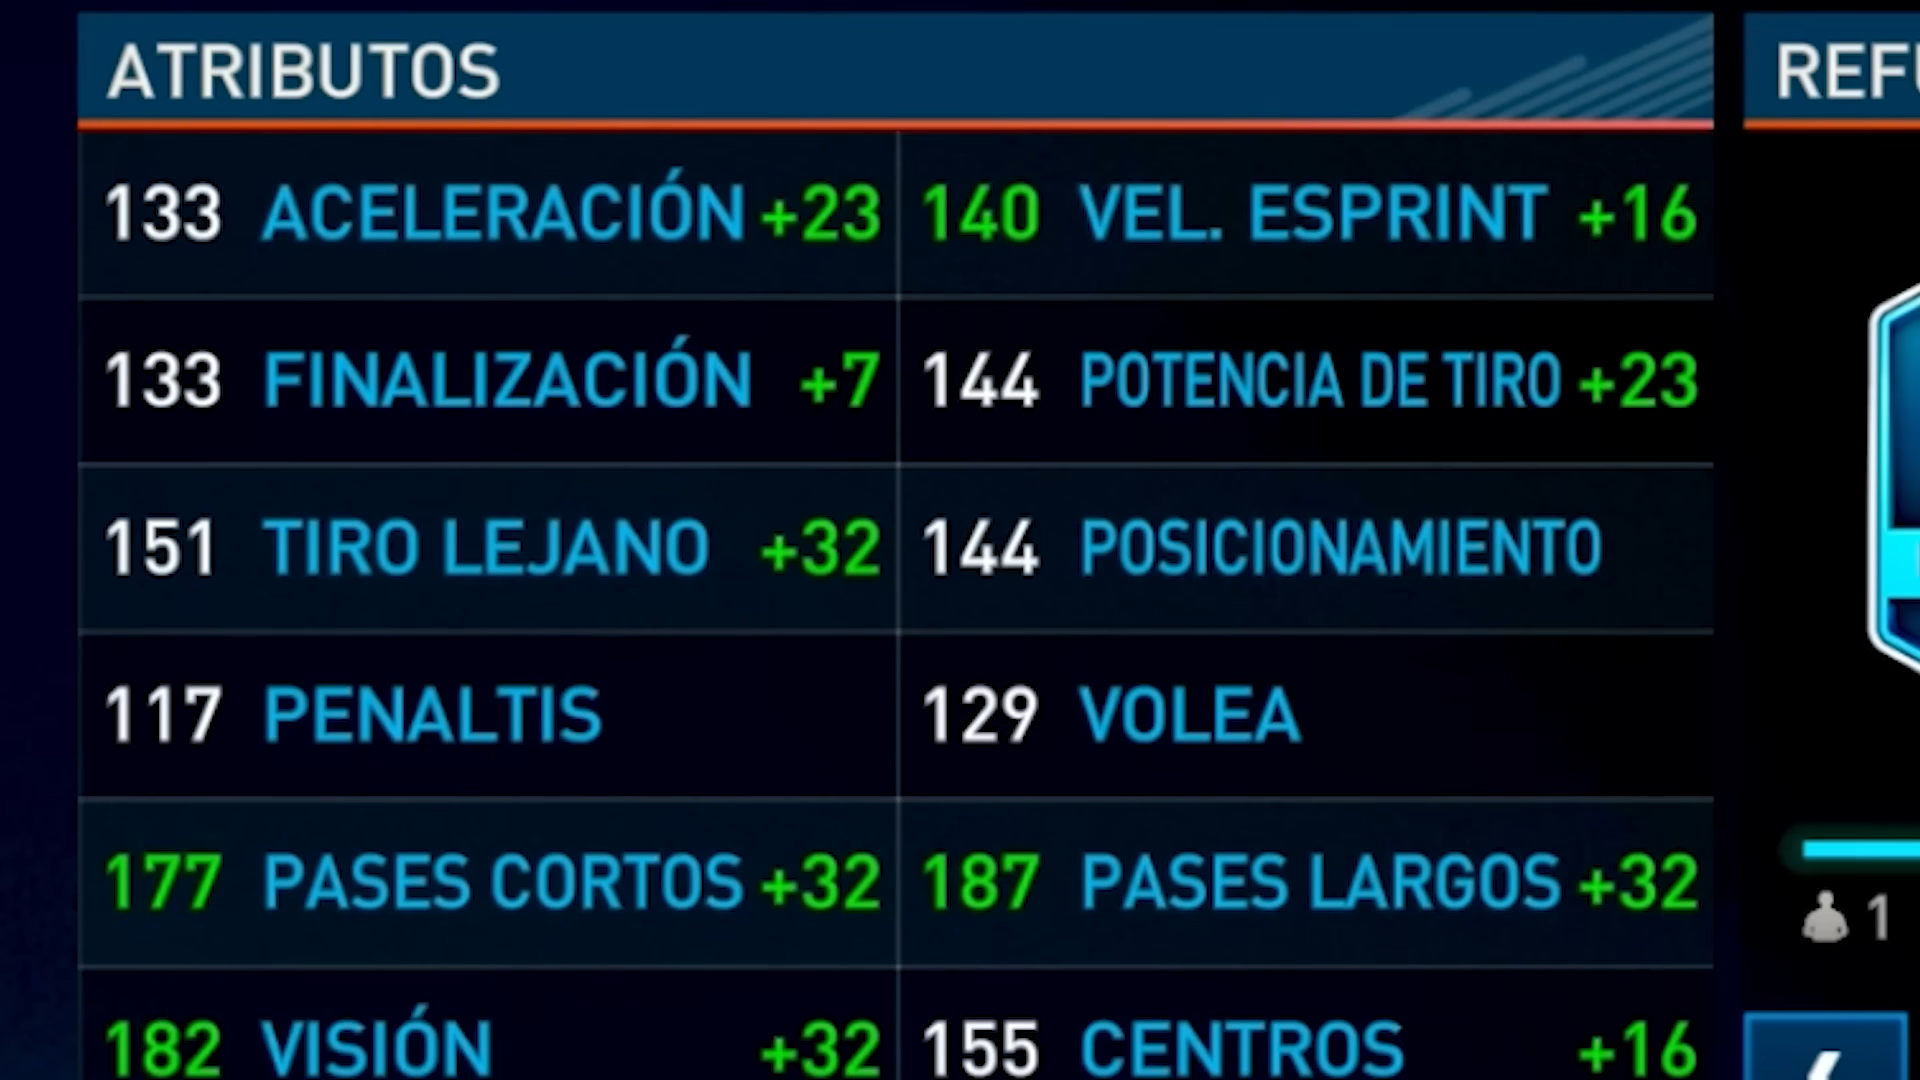 ATRIBUTOS
133 ACELERACIÓN +23 140 VEL. ESPRINT +16
133 FINALIZACIÓN +7 144 POTENCIA DE TIRO +23
151 TIRO LEJANO +32 144 POSICIONAMIENTO
117 PENALTIS 129 VOLEA
177 PASES CORTOS +32 187 PASES LARGOS +32
182 VISIÓN +32 155 CENTROS +16
1